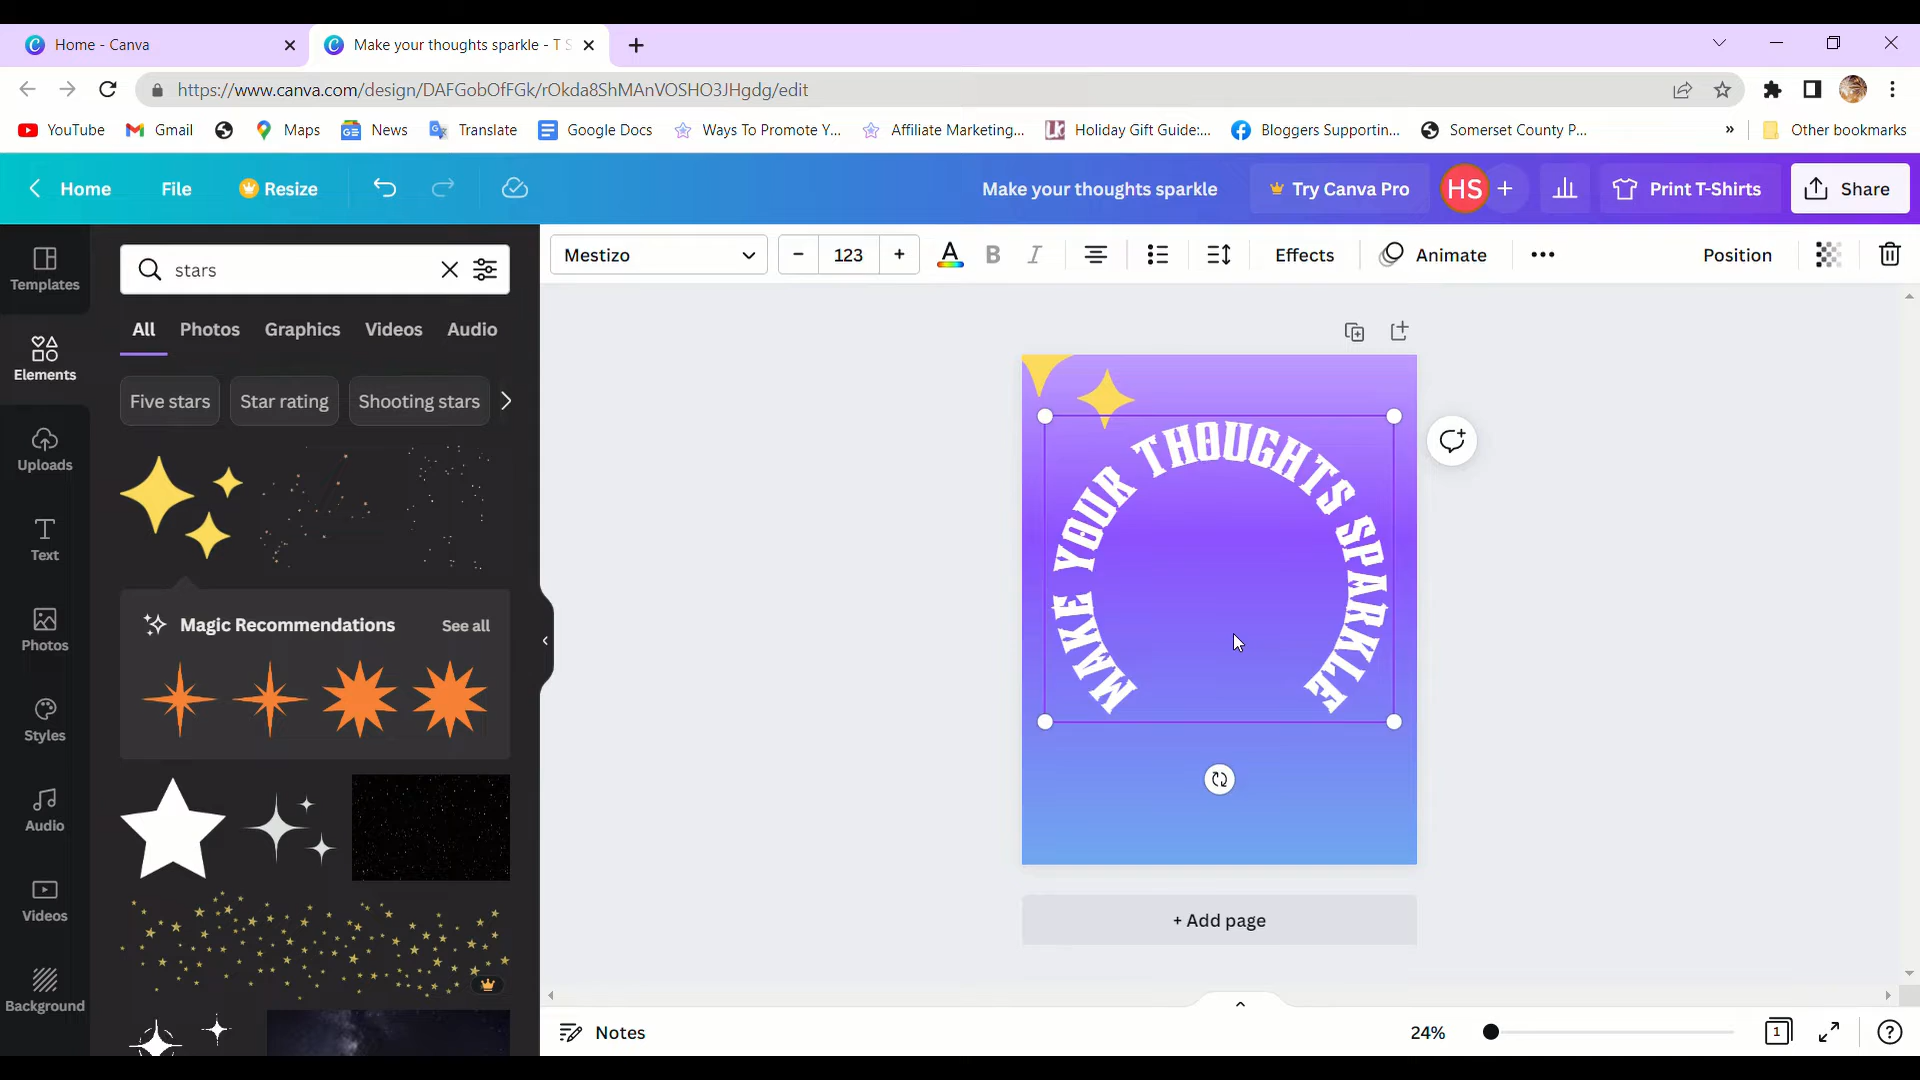 Home - Canva
Make your thoughts sparkle - T S
https://www.canva.com/design/DAFGobOfFGk/rOkda8ShMAnVOSHO3JHgdg/edit
YouTube Gmail Maps News Translate Google Docs Ways To Promote Y... Affiliate Marketing... Holiday Gift Guide:... Bloggers Supportin... Somerset County P... » Other bookmarks
Home File Resize Make your thoughts sparkle Try Canva Pro HS + Print T-Shirts Share
stars
Mestizo - 123 + A B I Effects Animate ... Position
Templates
All Photos Graphics Videos Audio
Elements
Five stars Star rating Shooting stars
Uploads
Text
Magic Recommendations See all
Photos
Styles
Audio
Videos
Background
MAKE YOUR THOUGHTS SPARKLE
+ Add page
Notes 24% 1 ?